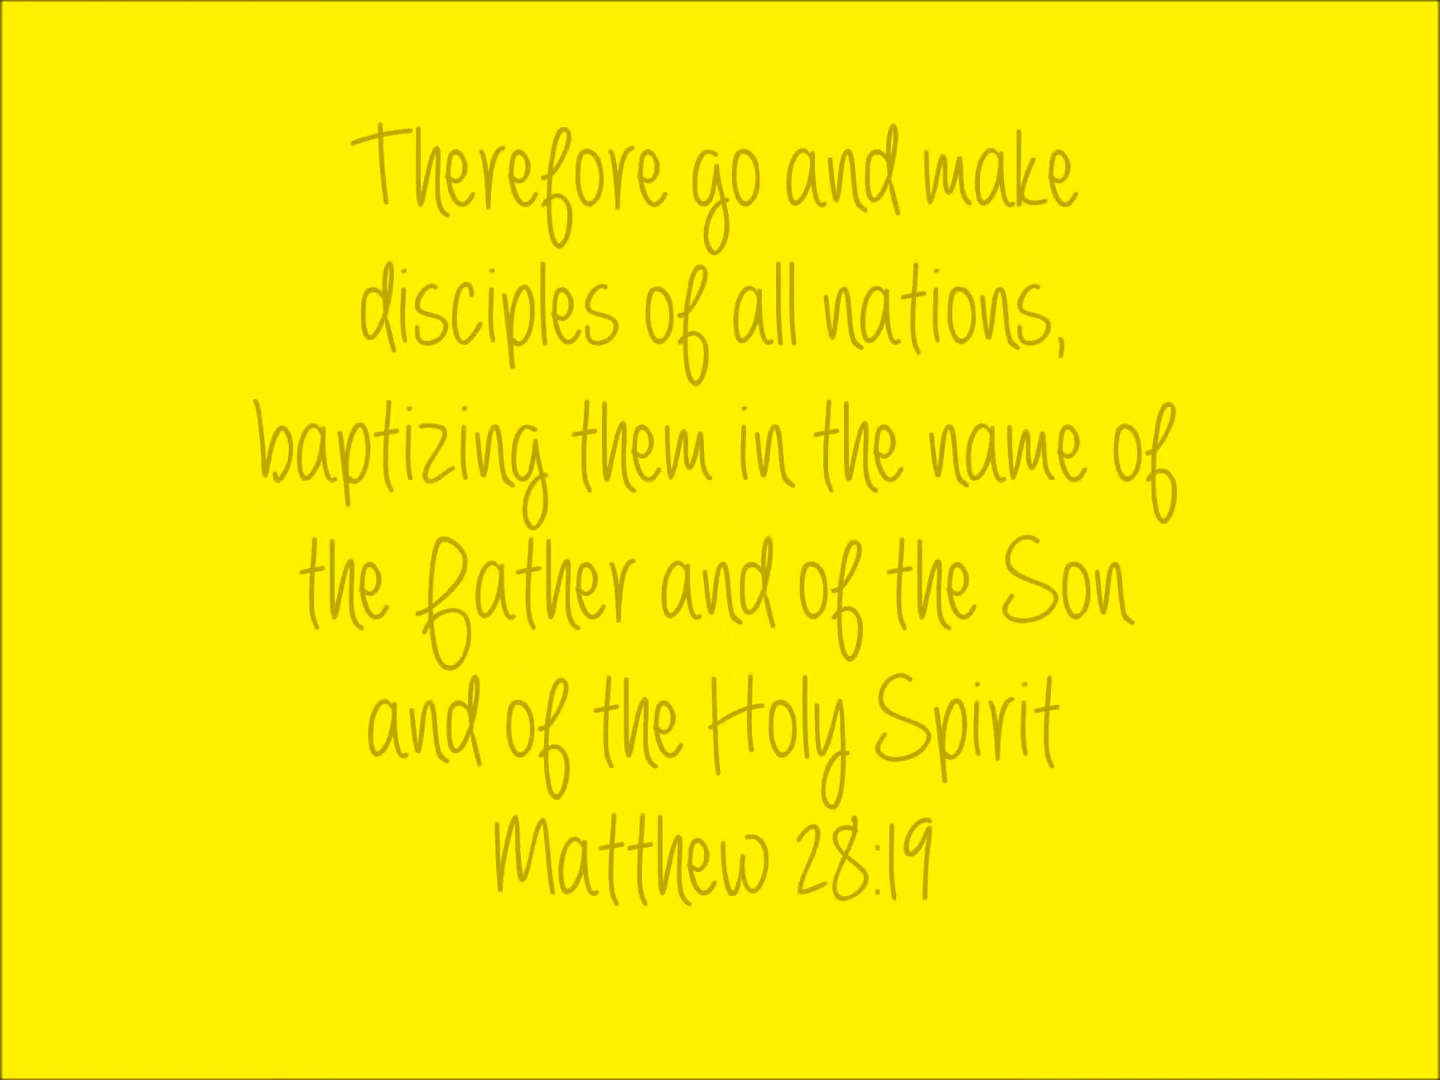 Therefore go and make
disciples of all nations,
baptizing them in the name of
the Father and of the Son
and of the Holy Spirit
Matthew 28:19